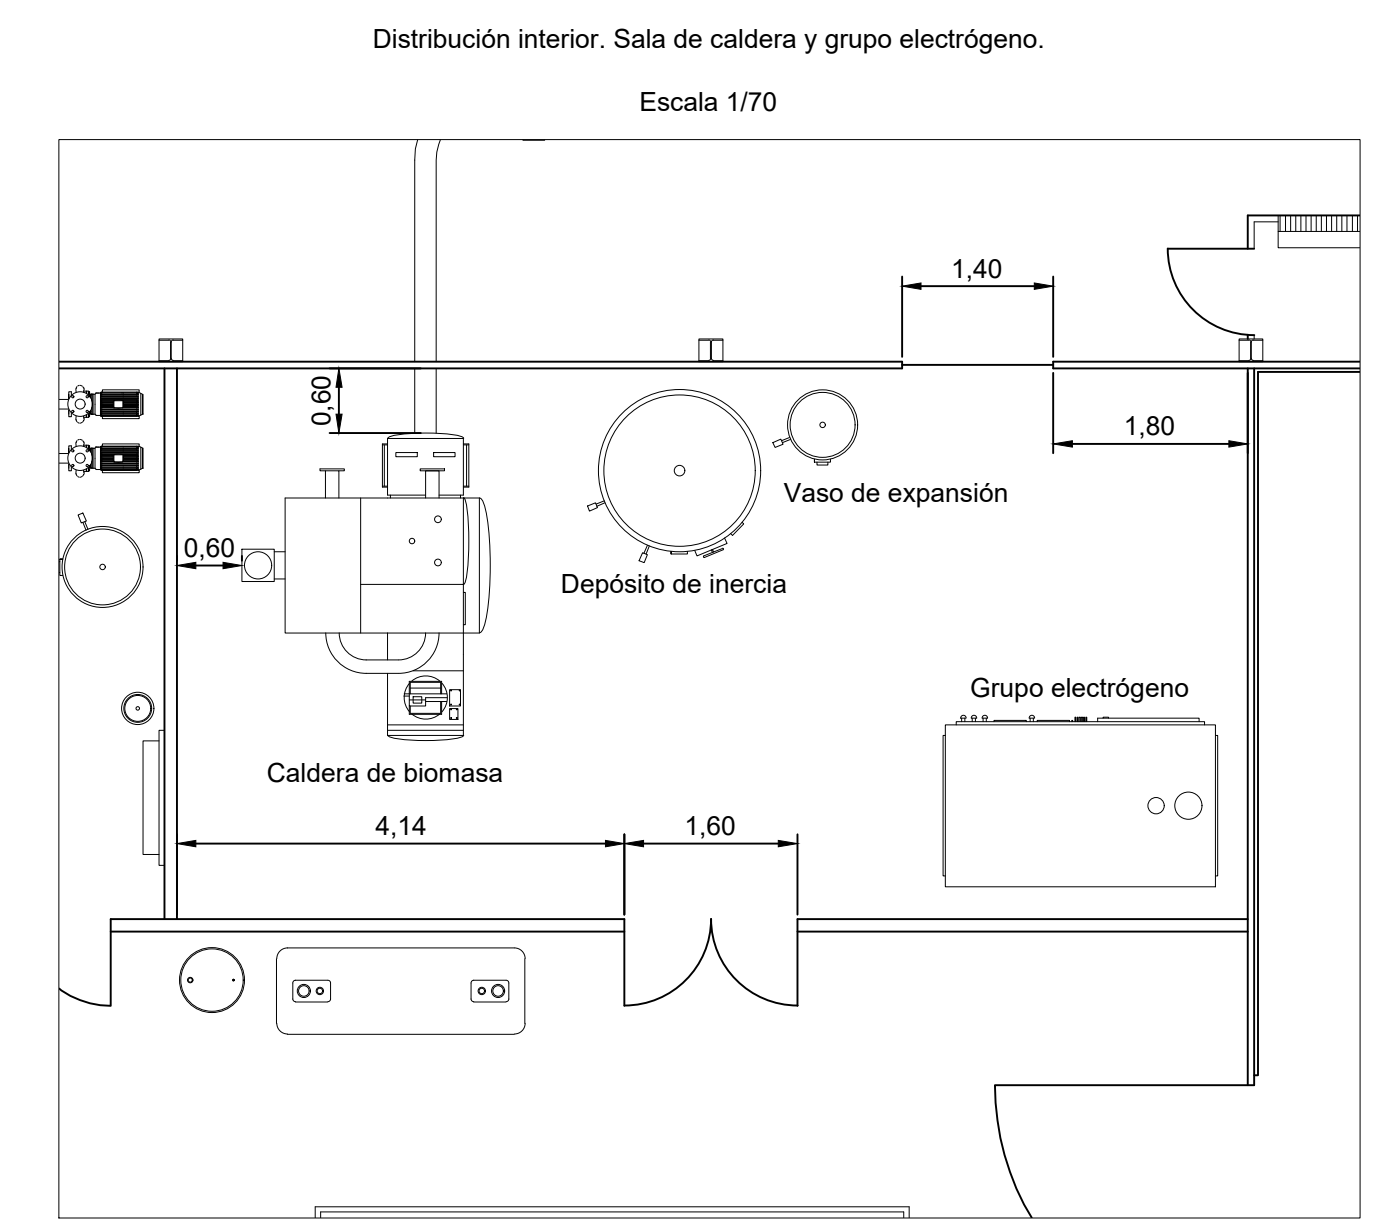 Distribución interior. Sala de caldera y grupo electrógeno.
Escala 1/70
1,40
0,60
1,80
Vaso de expansión
0,60
Depósito de inercia
Grupo electrógeno
Caldera de biomasa
4,14
1,60